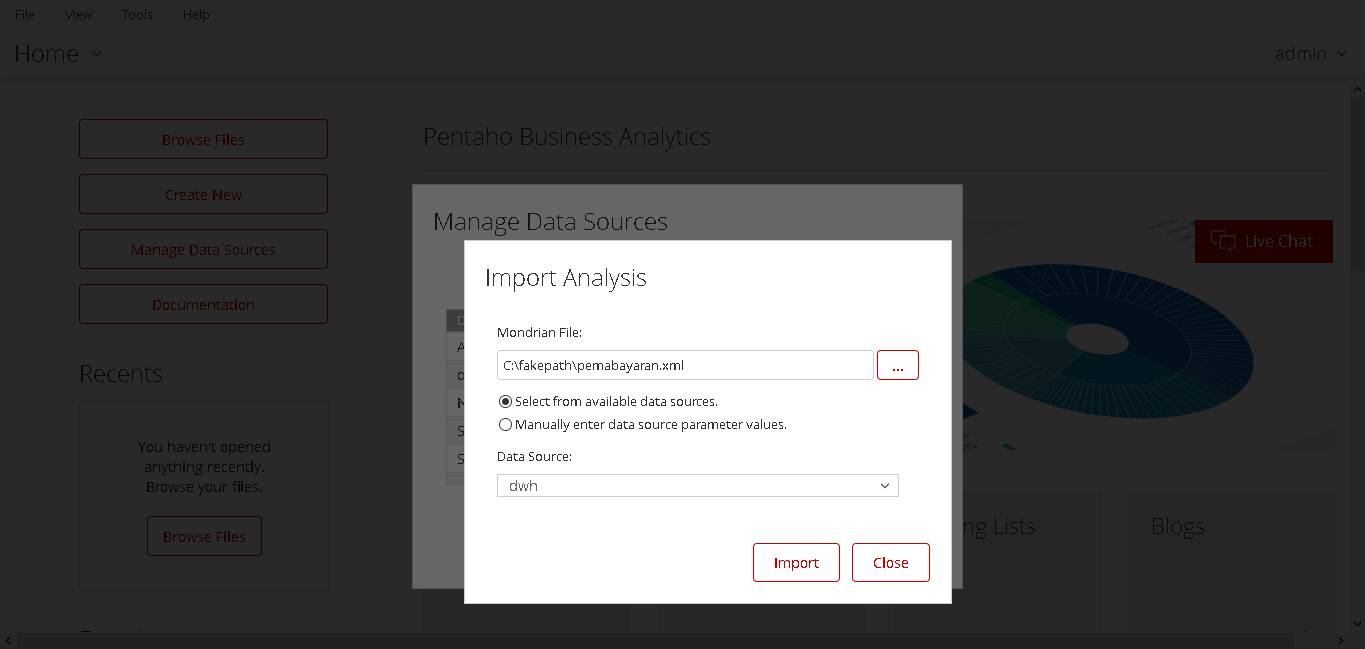 File View Tools Help
Home
admin
Browse Files
Create New
Manage Data Sources
Documentation
Recents
You haven't opened
anything recently.
Browse your files.
Browse Files
Pentaho Business Analytics
Live Chat
Manage Data Sources
Import Analysis
Mondrian File:
C:\fakepath\pemabayaran.xml
...
Select from available data sources.
Manually enter data source parameter values.
Data Source:
dwh
Import Close
ng Lists
Blogs